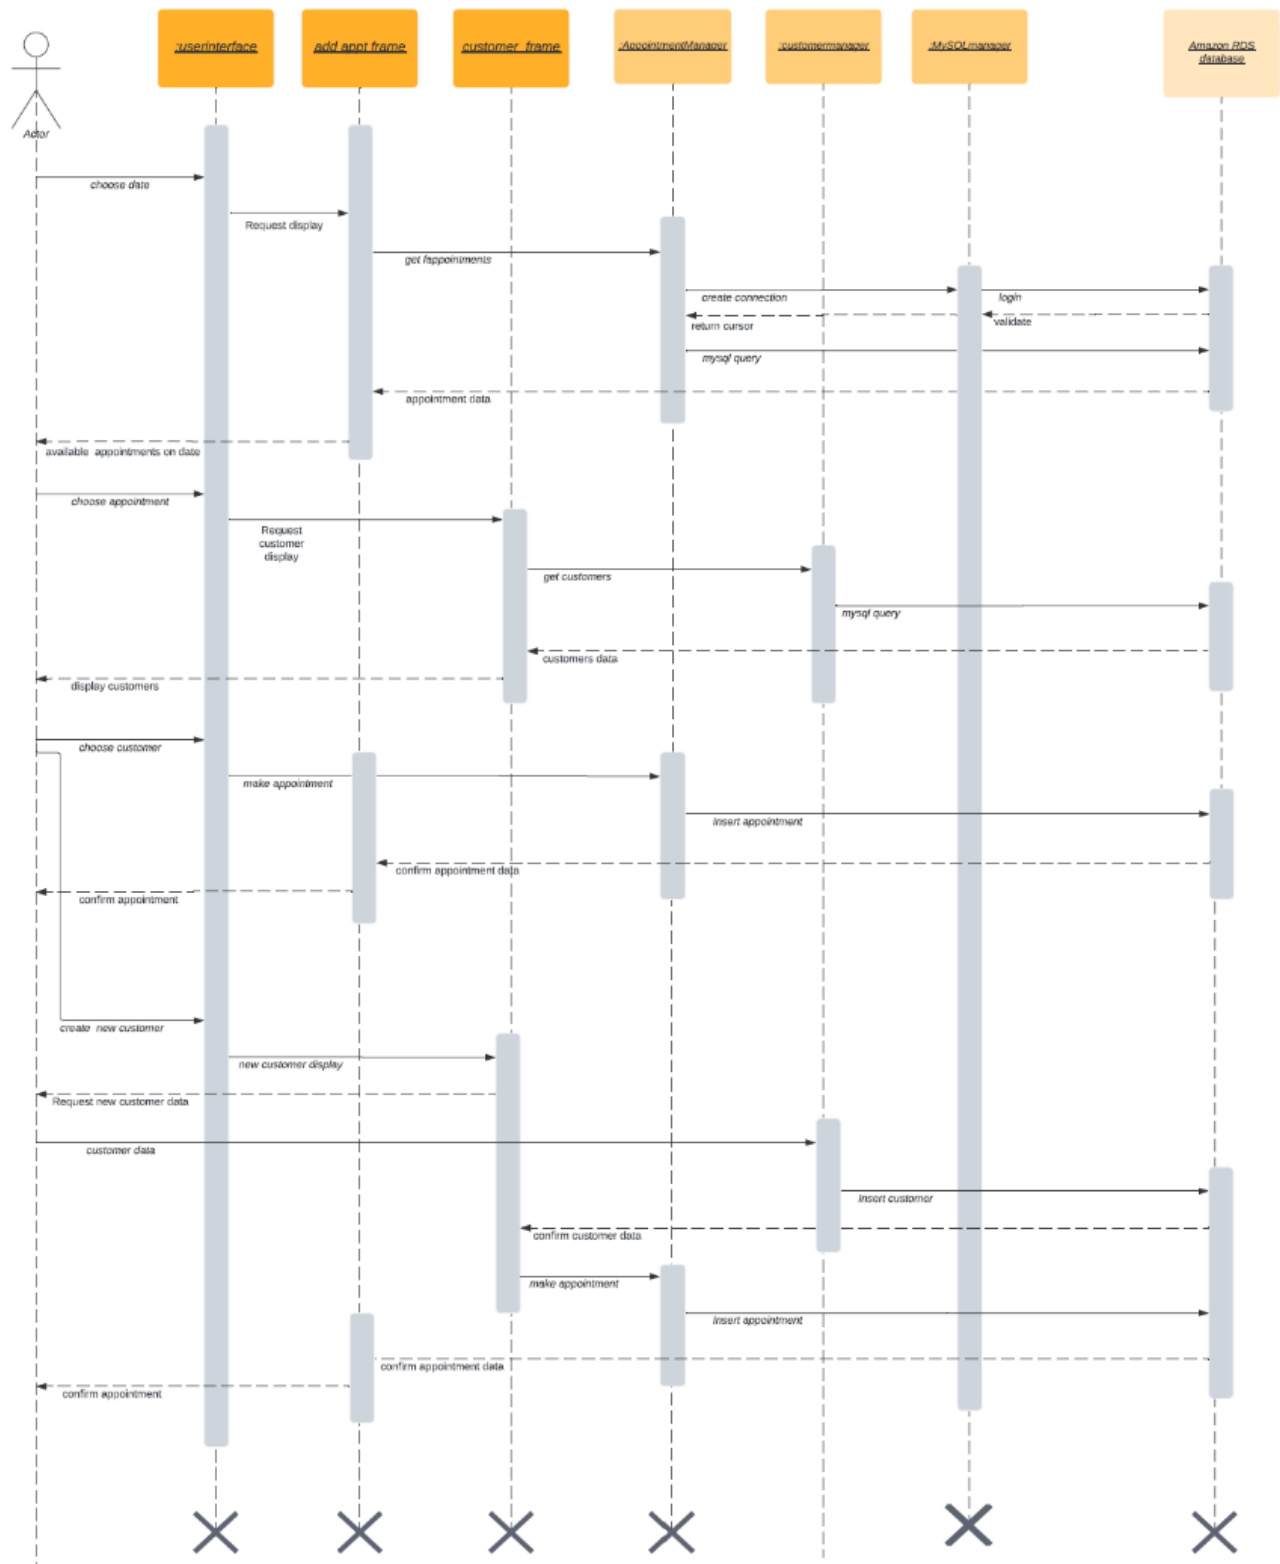 :userinterface
add appt frame
customer_frame
:AppointmentManager
:customermanager
:MySQLmanager
Amazon RDS
database
Actor
choose date
Request display
get fappointments
create connection
login
return cursor
validate
mysql query
appointment data
available appointments on date
choose appointment
Request
customer
display
get customers
mysql query
customers data
display customers
choose customer
make appointment
Insert appointment
confirm appointment data
confirm appointment
create new customer
new customer display
Request new customer data
customer data
Insert customer
confirm customer data
make appointment
Insert appointment
confirm appointment data
confirm appointment